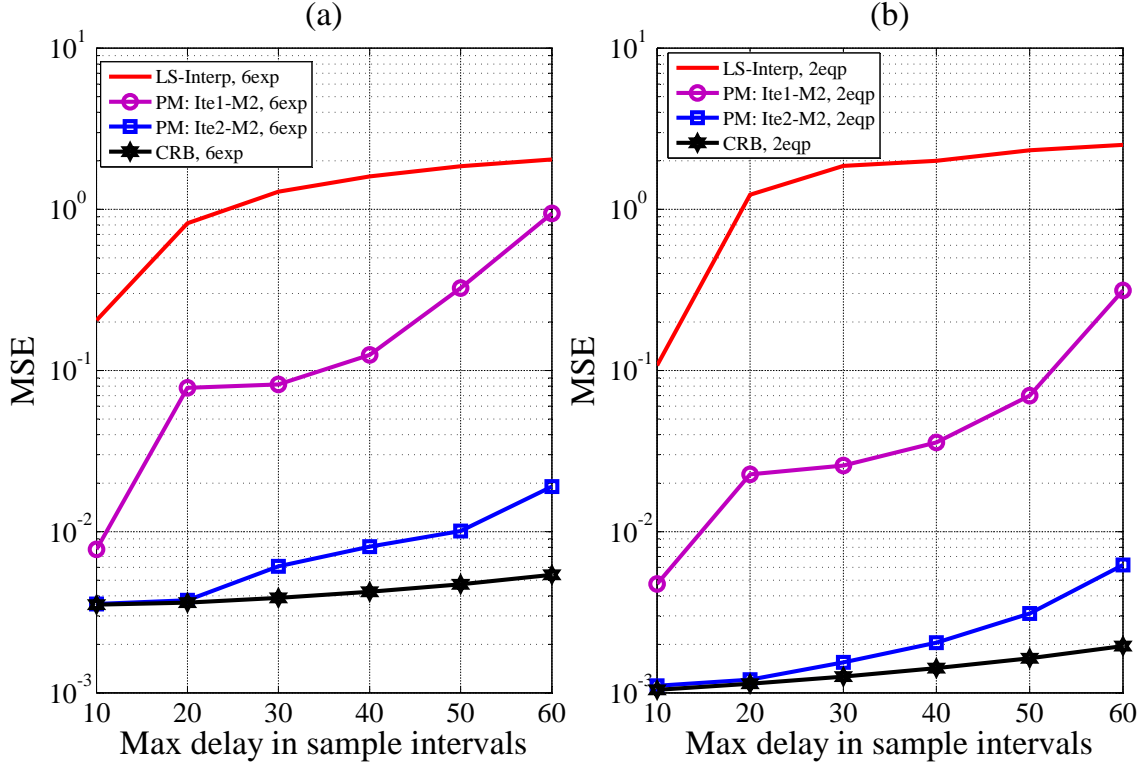 (a)
MSE
10^1
10^0
10^-1
10^-2
10^-3
LS-Interp, 6exp
PM: Ite1-M2, 6exp
PM: Ite2-M2, 6exp
CRB, 6exp
10 20 30 40 50 60
Max delay in sample intervals
(b)
MSE
10^1
10^0
10^-1
10^-2
10^-3
LS-Interp, 2eqp
PM: Ite1-M2, 2eqp
PM: Ite2-M2, 2eqp
CRB, 2eqp
10 20 30 40 50 60
Max delay in sample intervals